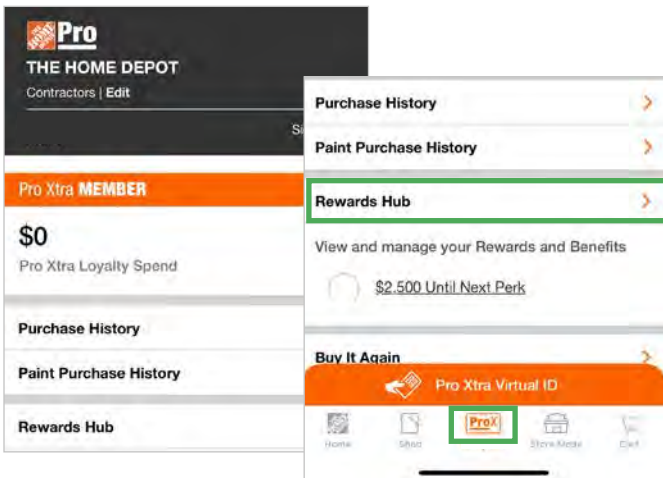 Pro
THE HOME DEPOT
Contractors | Edit
Pro Xtra MEMBER
$0
Pro Xtra Loyalty Spend
Purchase History
Paint Purchase History
Rewards Hub
Purchase History
Paint Purchase History
Rewards Hub
View and manage your Rewards and Benefits
$2,500 Until Next Perk
Buy It Again
Pro Xtra Virtual ID
ProX
Home Shop Store Mode Cart